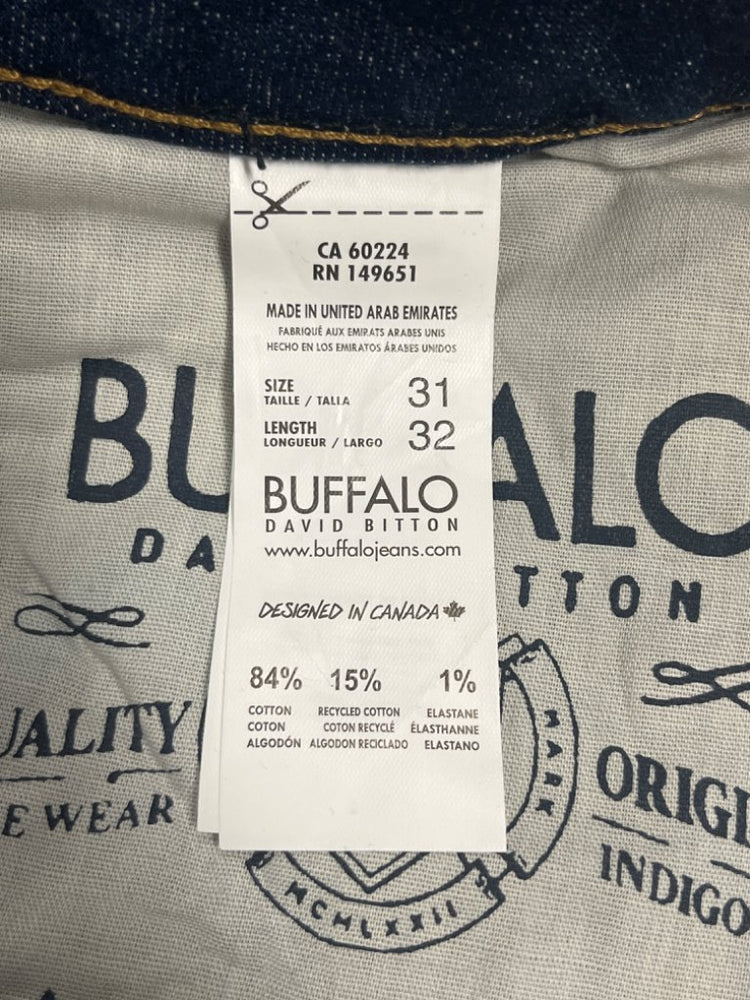 CA 60224
RN 149651
MADE IN UNITED ARAB EMIRATES
FABRIQUÉ AUX EMIRATS ARABES UNIS
HECHO EN LOS EMIRATOS ÁRABES UNIDOS
SIZE 31
TAILLE / TALIA
LENGTH 32
LONGUEUR / LARGO
BUFFALO
DAVID BITTON
www.buffalojeans.com
DESIGNED IN CANADA
84% 15% 1%
COTTON RECYCLED COTTON ELASTANE
COTON COTON RECYCLÉ ÉLASTHANNE
ALGODÓN ALGODON RECICLADO ELASTANO
BU ALO
DA TTON
UALITY
E WEAR
MARK
ORIGI
INDIGO
MCMLXXII